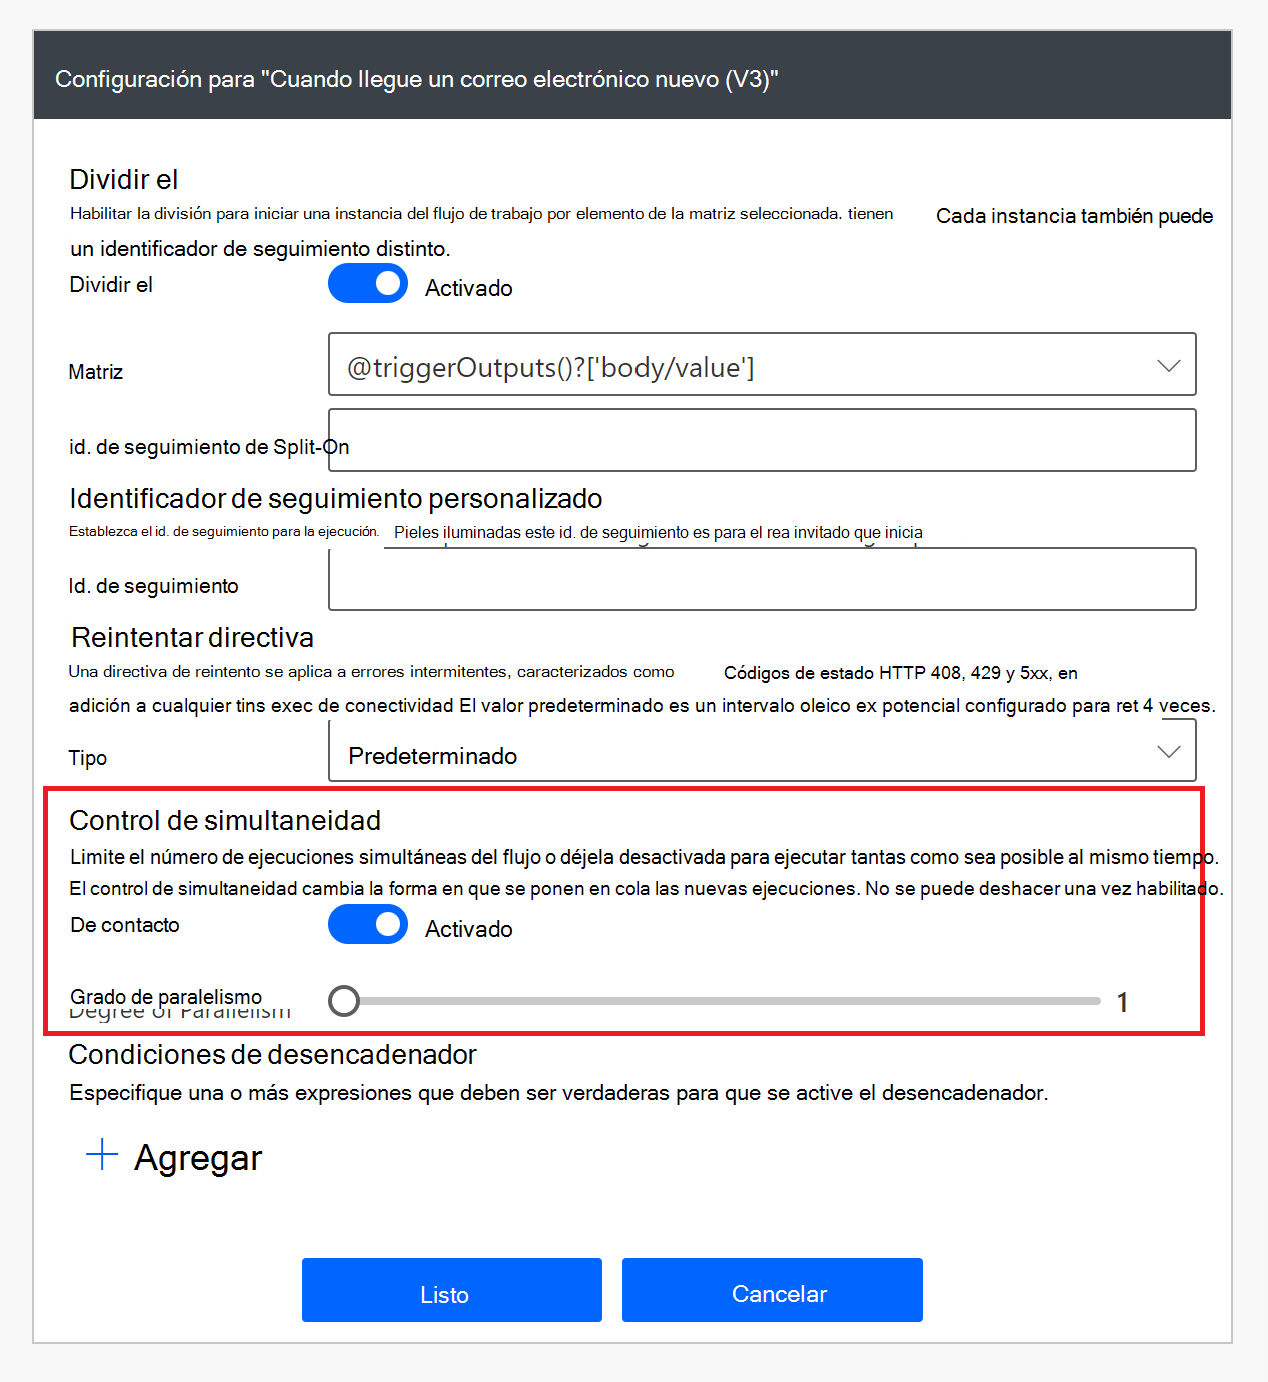 Configuración para "Cuando llegue un correo electrónico nuevo (V3)"
Dividir el
Habilitar la división para iniciar una instancia del flujo de trabajo por elemento de la matriz seleccionada. tienen Cada instancia también puede
un identificador de seguimiento distinto.
Dividir el Activado
Matriz @triggerOutputs()?['body/value']
id. de seguimiento de Split-On
Identificador de seguimiento personalizado
Establezca el id. de seguimiento para la ejecución. Pieles iluminadas este id. de seguimiento es para el rea invitado que inicia
Id. de seguimiento
Reintentar directiva
Una directiva de reintento se aplica a errores intermitentes, caracterizados como Códigos de estado HTTP 408, 429 y 5xx, en
adición a cualquier tins exec de conectividad El valor predeterminado es un intervalo oleico ex potencial configurado para ret 4 veces.
Tipo Predeterminado
Control de simultaneidad
Limite el número de ejecuciones simultáneas del flujo o déjela desactivada para ejecutar tantas como sea posible al mismo tiempo.
El control de simultaneidad cambia la forma en que se ponen en cola las nuevas ejecuciones. No se puede deshacer una vez habilitado.
De contacto Activado
Grado de paralelismo 1
Degree of Parallelism
Condiciones de desencadenador
Especifique una o más expresiones que deben ser verdaderas para que se active el desencadenador.
Agregar
Listo Cancelar